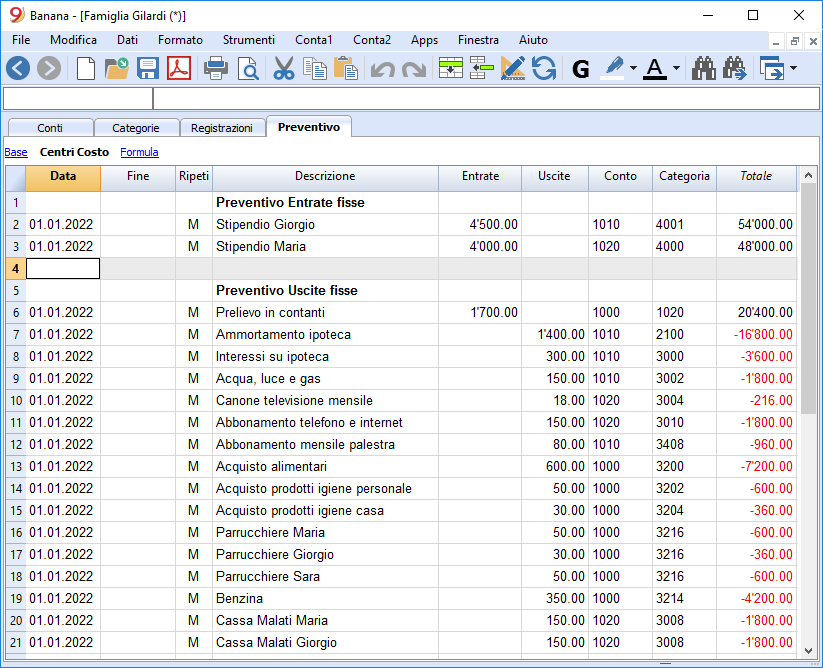 Banana - [Famiglia Gilardi (*)]
File Modifica Dati Formato Strumenti Conta1 Conta2 Apps Finestra Aiuto
G A
Conti Categorie Registrazioni Preventivo
Base Centri Costo Formula
Data Fine Ripeti Descrizione Entrate Uscite Conto Categoria Totale
1 Preventivo Entrate fisse
2 01.01.2022 M Stipendio Giorgio 4'500.00 1010 4001 54'000.00
3 01.01.2022 M Stipendio Maria 4'000.00 1020 4000 48'000.00
4
5 Preventivo Uscite fisse
6 01.01.2022 M Prelievo in contanti 1'700.00 1000 1020 20'400.00
7 01.01.2022 M Ammortamento ipoteca 1'400.00 1010 2100 -16'800.00
8 01.01.2022 M Interessi su ipoteca 300.00 1010 3000 -3'600.00
9 01.01.2022 M Acqua, luce e gas 150.00 1010 3002 -1'800.00
10 01.01.2022 M Canone televisione mensile 18.00 1020 3004 -216.00
11 01.01.2022 M Abbonamento telefono e internet 150.00 1020 3010 -1'800.00
12 01.01.2022 M Abbonamento mensile palestra 80.00 1010 3408 -960.00
13 01.01.2022 M Acquisto alimentari 600.00 1000 3200 -7'200.00
14 01.01.2022 M Acquisto prodotti igiene personale 50.00 1000 3202 -600.00
15 01.01.2022 M Acquisto prodotti igiene casa 30.00 1000 3204 -360.00
16 01.01.2022 M Parrucchiere Maria 50.00 1000 3216 -600.00
17 01.01.2022 M Parrucchiere Giorgio 30.00 1000 3216 -360.00
18 01.01.2022 M Parrucchiere Sara 50.00 1000 3216 -600.00
19 01.01.2022 M Benzina 350.00 1000 3214 -4'200.00
20 01.01.2022 M Cassa Malati Maria 150.00 1020 3008 -1'800.00
21 01.01.2022 M Cassa Malati Giorgio 150.00 1020 3008 -1'800.00